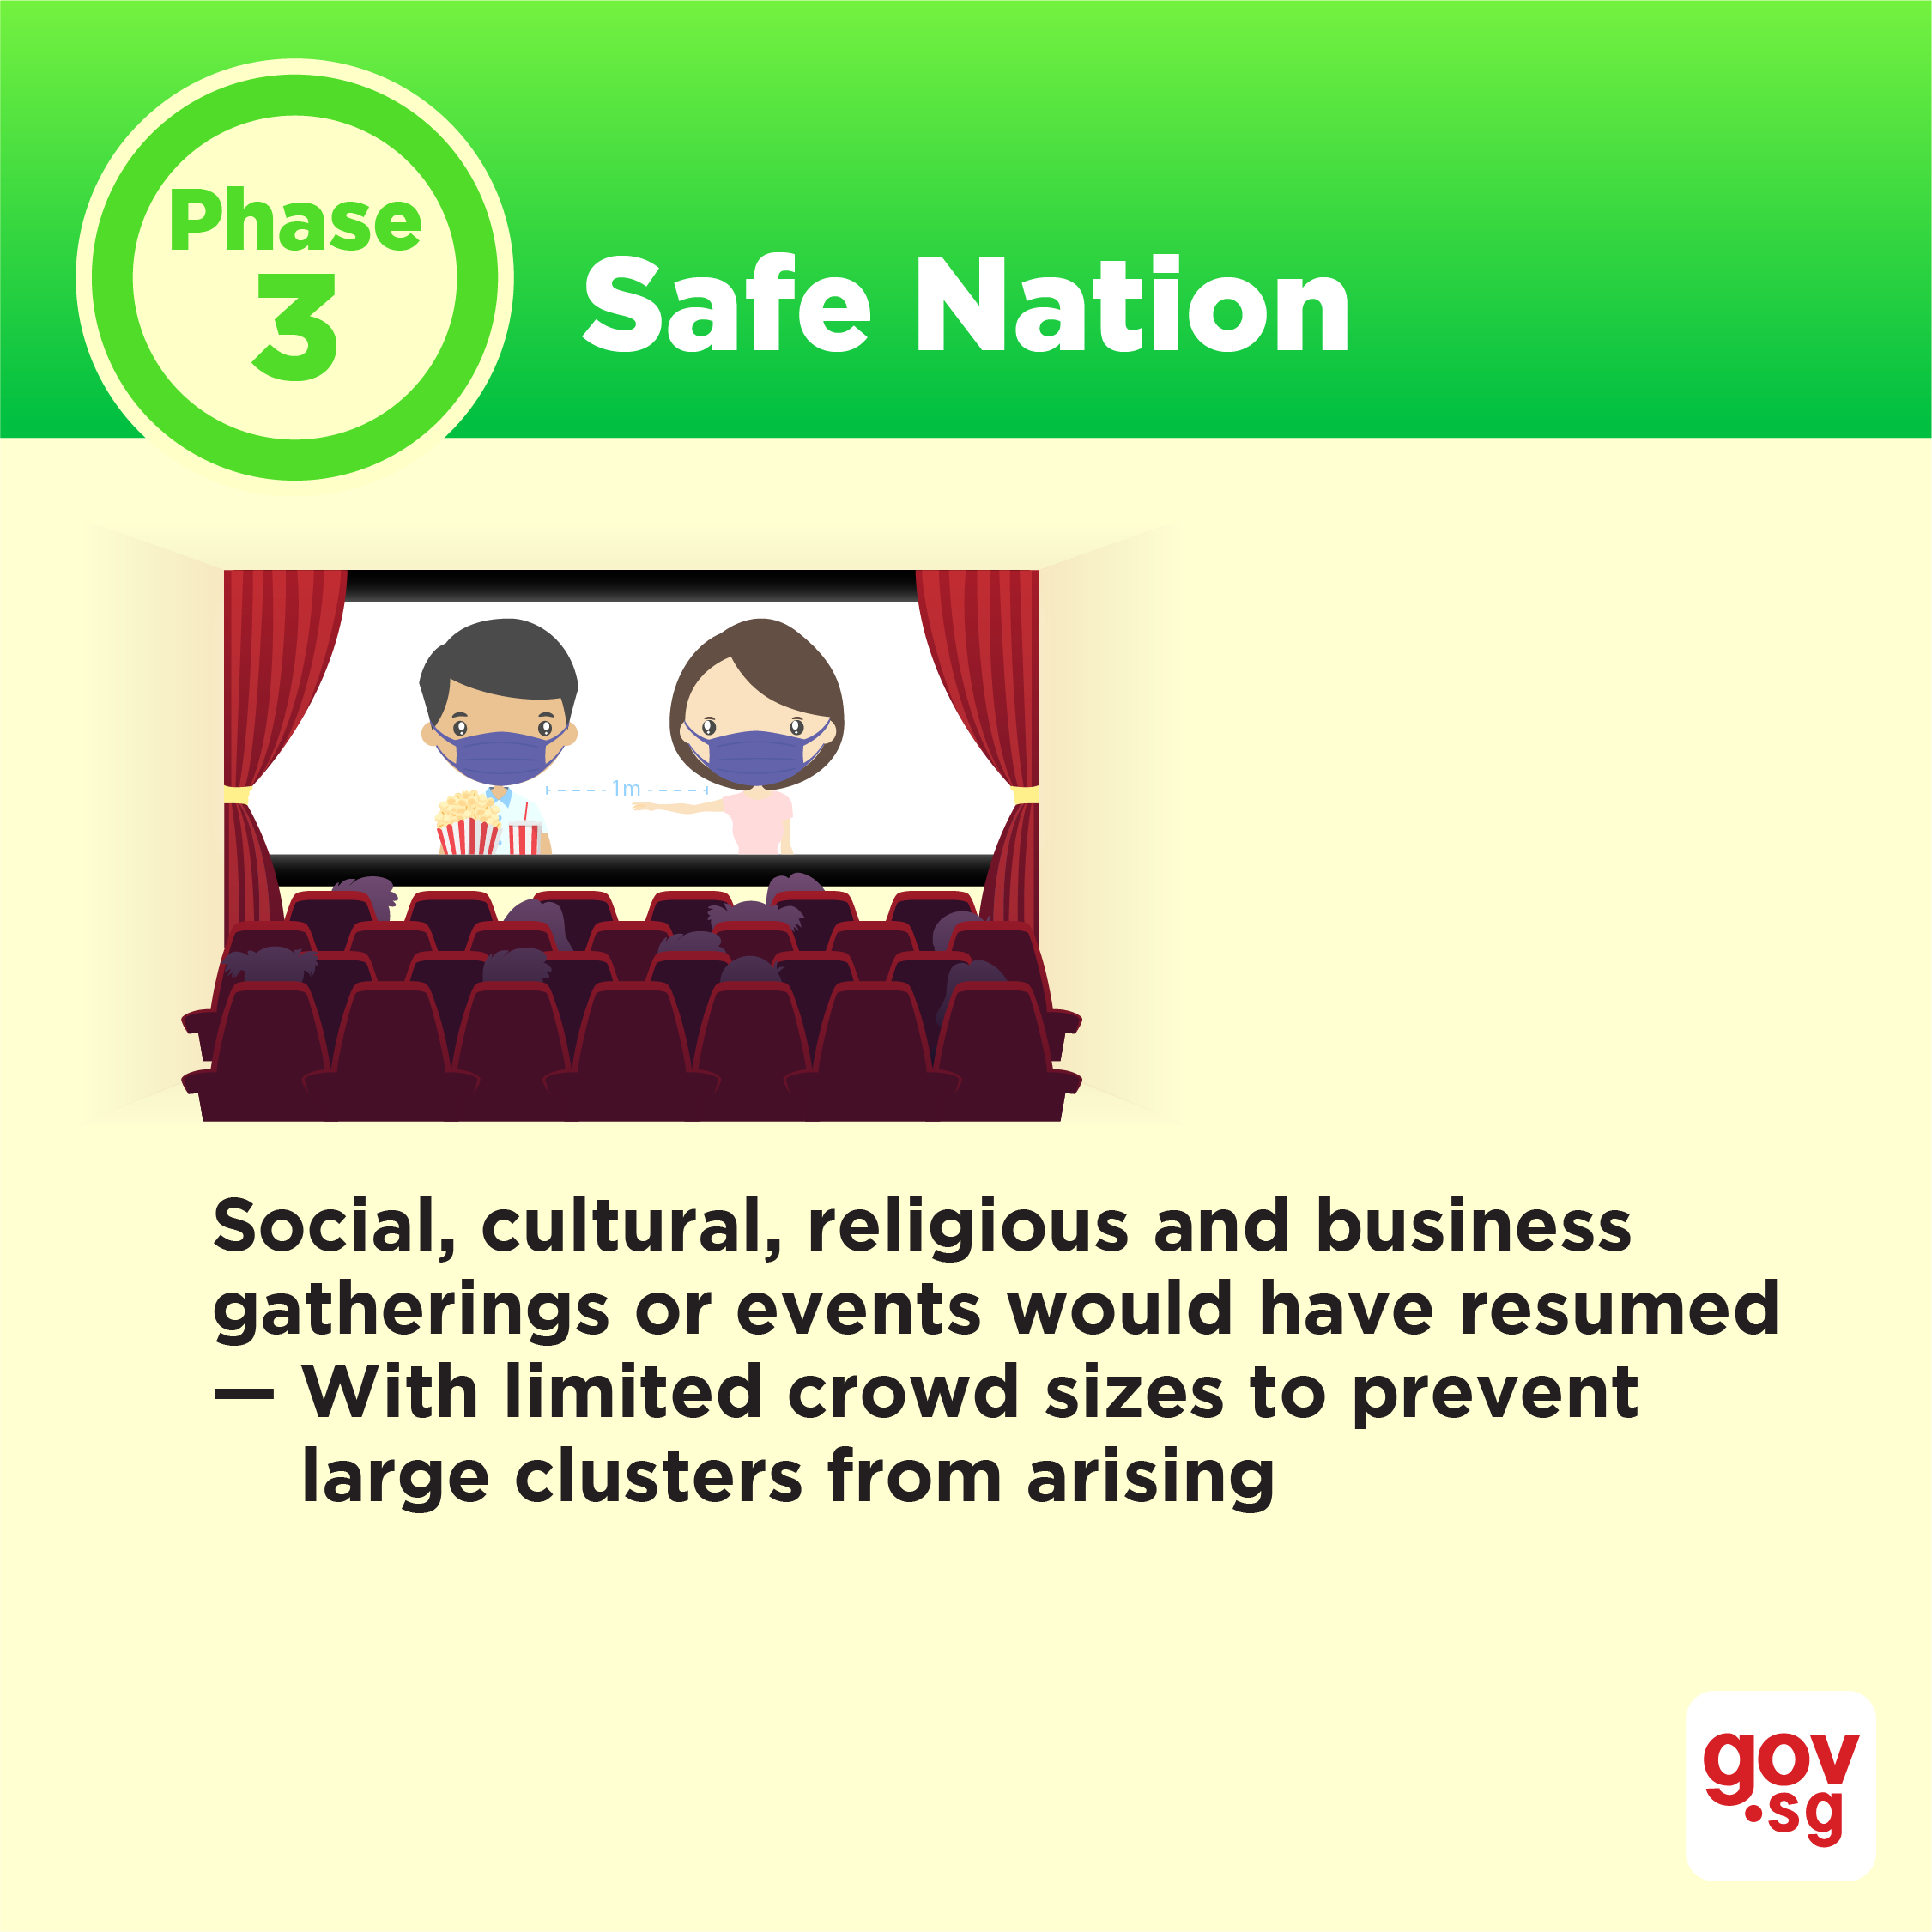 Phase
3
Safe Nation
1m
Social, cultural, religious and business
gatherings or events would have resumed
— With limited crowd sizes to prevent
large clusters from arising
gov
.sg